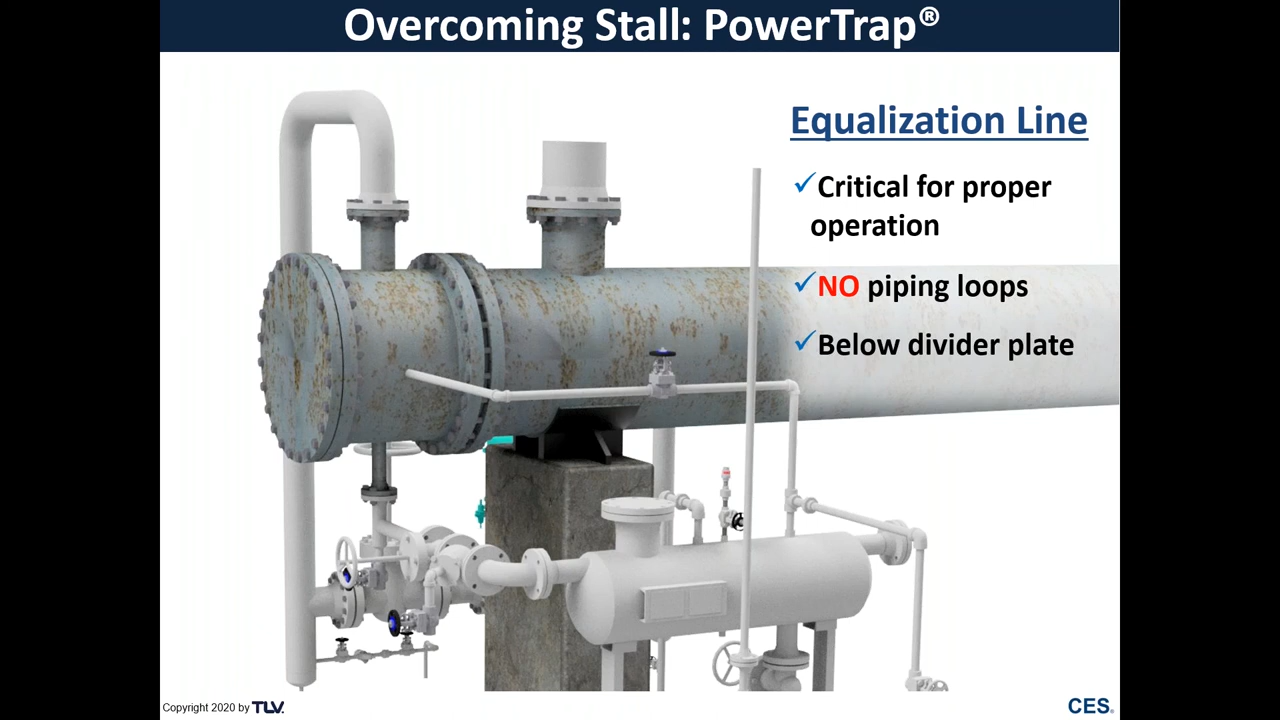 Overcoming Stall: PowerTrap®
Equalization Line
✓Critical for proper
operation
✓NO piping loops
✓Below divider plate
Copyright 2020 by TLV.
CES®